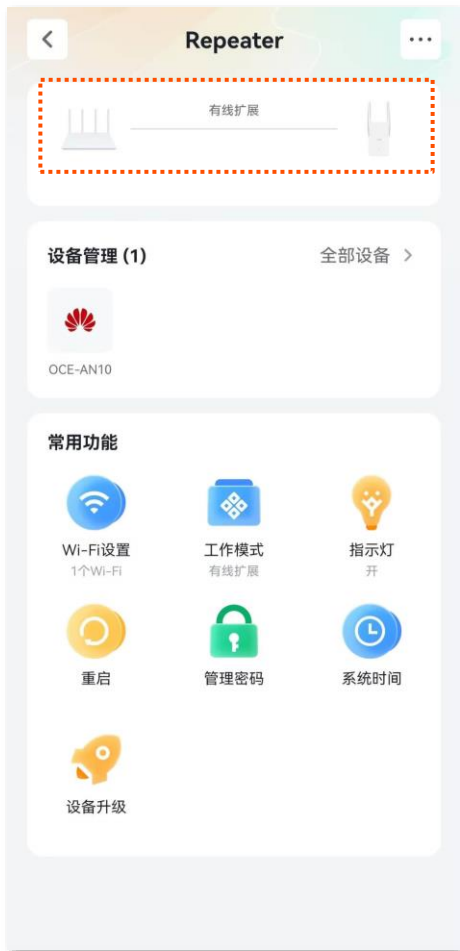 Repeater
有线扩展
设备管理 (1)
全部设备
OCE-AN10
常用功能
Wi-Fi设置
工作模式
指示灯
1个Wi-Fi
有线扩展
开
重启
管理密码
系统时间
设备升级